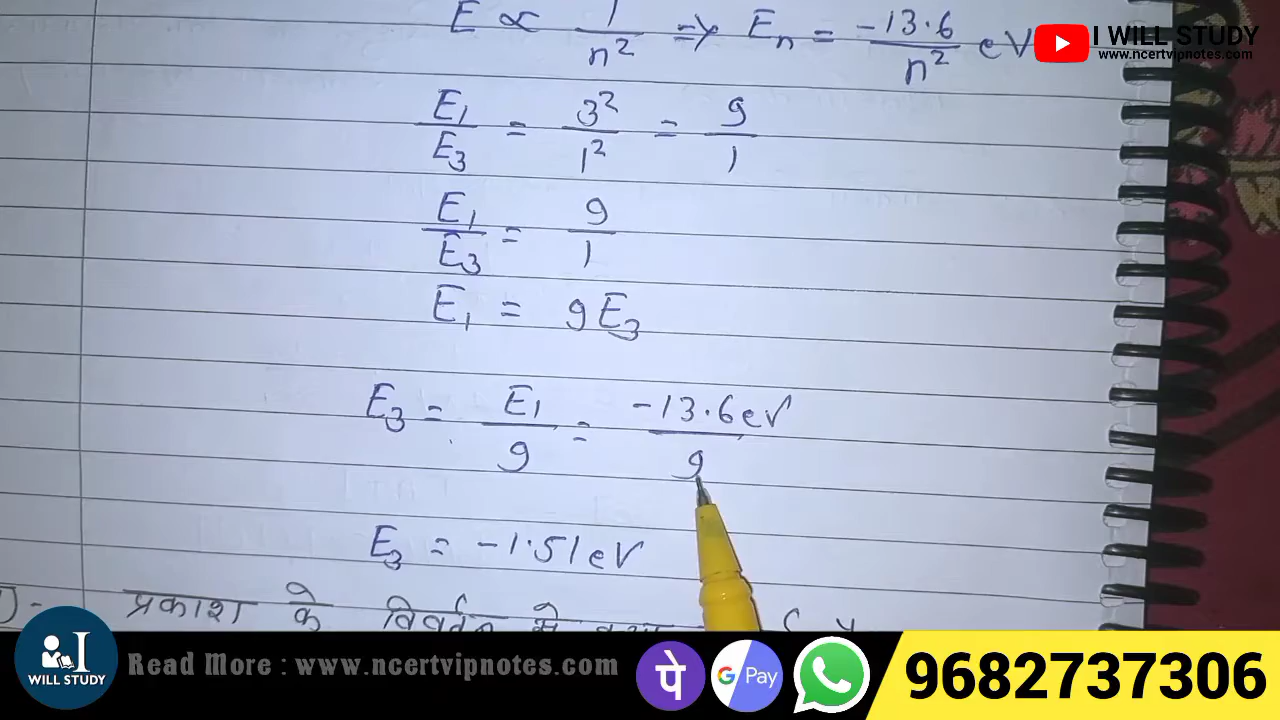 E ∝ 1/n² => Eₙ = -13.6/n² eV
I WILL STUDY
www.ncertvipnotes.com
E₁/E₃ = 3²/1² = 9/1
E₁/E₃ = 9/1
E₁ = 9E₃
E₃ = E₁/9 = -13.6eV/9
E₃ = -1.51eV
प्रकाश के विवर्तन से
I
WILL STUDY
Read More : www.ncertvipnotes.com
पे
G Pay
9682737306